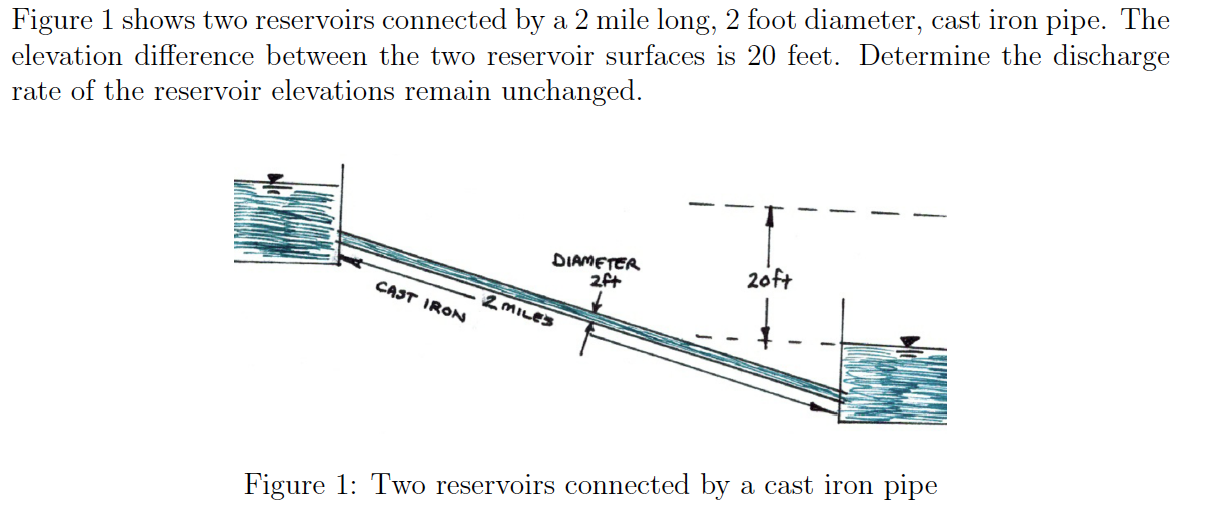 Figure 1 shows two reservoirs connected by a 2 mile long, 2 foot diameter, cast iron pipe. The
elevation difference between the two reservoir surfaces is 20 feet. Determine the discharge
rate of the reservoir elevations remain unchanged.
DIAMETER
2ft
20ft
CAST IRON
2 MILES
Figure 1: Two reservoirs connected by a cast iron pipe